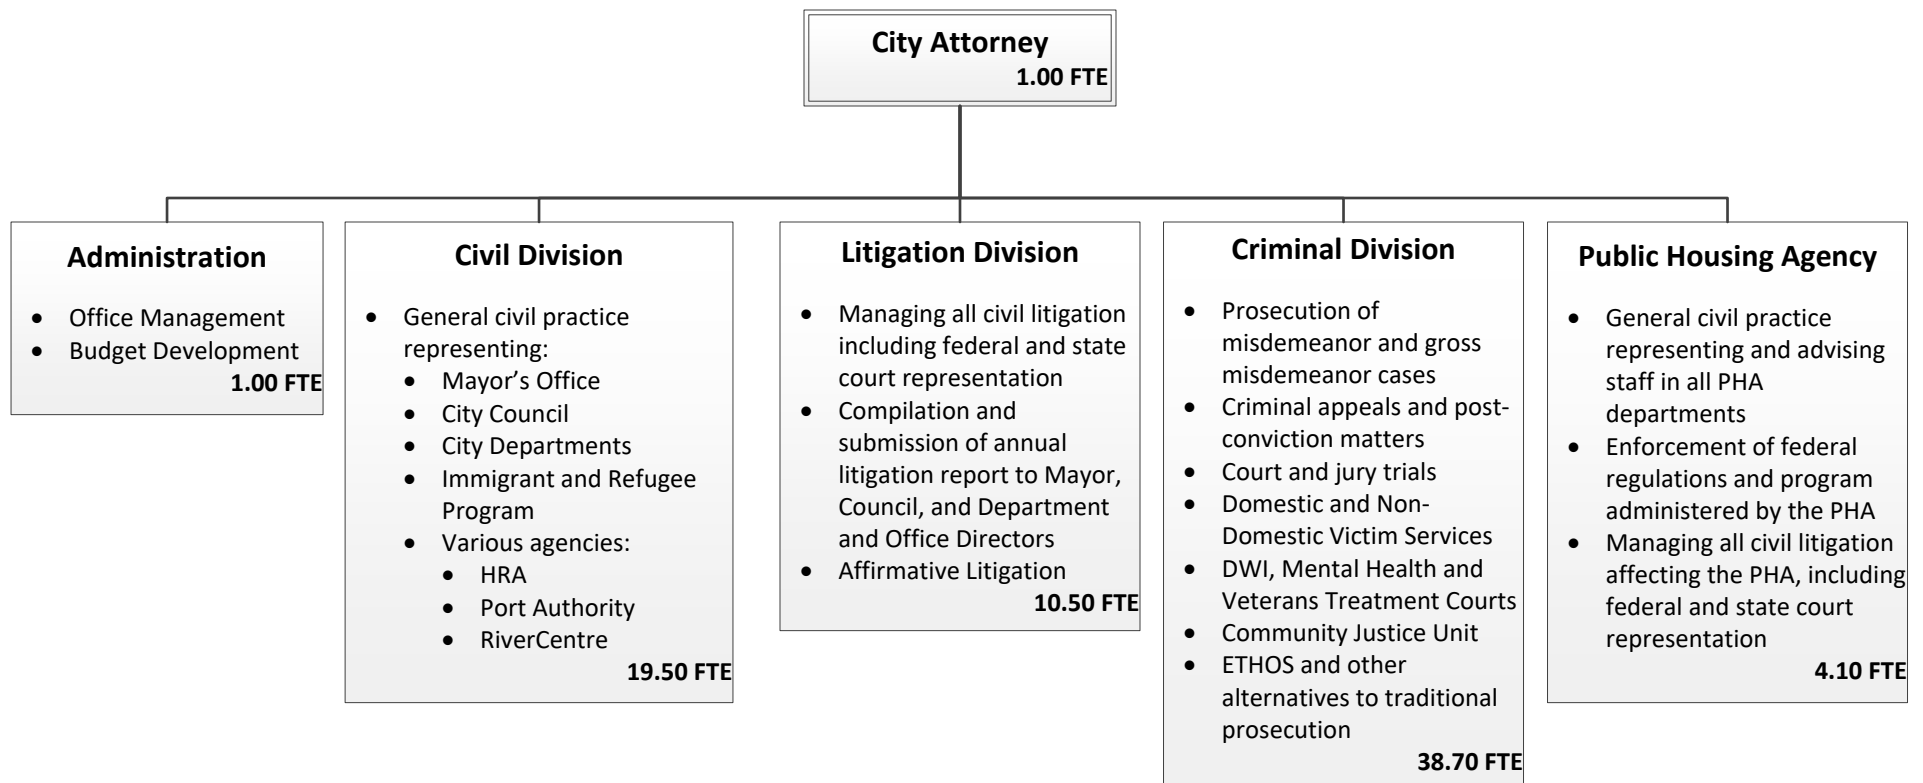 City Attorney
1.00 FTE
Administration
• Office Management
• Budget Development
1.00 FTE
Civil Division
• General civil practice
representing:
• Mayor’s Office
• City Council
• City Departments
• Immigrant and Refugee
Program
• Various agencies:
• HRA
• Port Authority
• RiverCentre
19.50 FTE
Litigation Division
• Managing all civil litigation
including federal and state
court representation
• Compilation and
submission of annual
litigation report to Mayor,
Council, and Department
and Office Directors
• Affirmative Litigation
10.50 FTE
Criminal Division
• Prosecution of
misdemeanor and gross
misdemeanor cases
• Criminal appeals and post-
conviction matters
• Court and jury trials
• Domestic and Non-
Domestic Victim Services
• DWI, Mental Health and
Veterans Treatment Courts
• Community Justice Unit
• ETHOS and other
alternatives to traditional
prosecution
38.70 FTE
Public Housing Agency
• General civil practice
representing and advising
staff in all PHA
departments
• Enforcement of federal
regulations and program
administered by the PHA
• Managing all civil litigation
affecting the PHA, including
federal and state court
representation
4.10 FTE